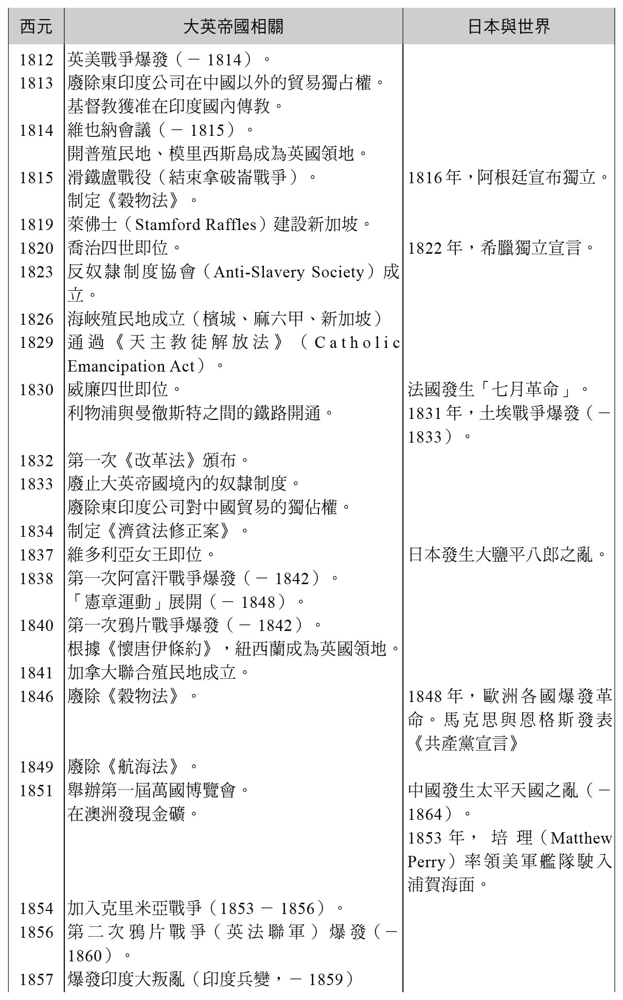 西元 大英帝國相關 日本與世界
1812 英美戰爭爆發（－ 1814）。
1813 廢除東印度公司在中國以外的貿易獨占權。
基督教獲准在印度國內傳教。
1814 維也納會議（－ 1815）。
開普殖民地、模里西斯島成為英國領地。
1815 滑鐵盧戰役（結束拿破崙戰爭）。 1816 年，阿根廷宣布獨立。
制定《穀物法》。
1819 萊佛士（Stamford Raffles）建設新加坡。
1820 喬治四世即位。 1822 年，希臘獨立宣言。
1823 反奴隸制度協會（Anti-Slavery Society）成
立。
1826 海峽殖民地成立（檳城、麻六甲、新加坡）
1829 通過《天主教徒解放法》（Catholic
Emancipation Act）。
1830 威廉四世即位。 法國發生「七月革命」。
利物浦與曼徹斯特之間的鐵路開通。 1831 年，土埃戰爭爆發（－
1833）。
1832 第一次《改革法》頒布。
1833 廢止大英帝國境內的奴隸制度。
廢除東印度公司對中國貿易的獨佔權。
1834 制定《濟貧法修正案》。
1837 維多利亞女王即位。 日本發生大鹽平八郎之亂。
1838 第一次阿富汗戰爭爆發（－ 1842）。
「憲章運動」展開（－ 1848）。
1840 第一次鴉片戰爭爆發（－ 1842）。
根據《懷唐伊條約》，紐西蘭成為英國領地。
1841 加拿大聯合殖民地成立。
1846 廢除《穀物法》。 1848 年，歐洲各國爆發革
命。馬克思與恩格斯發表
《共產黨宣言》
1849 廢除《航海法》。
1851 舉辦第一屆萬國博覽會。 中國發生太平天國之亂（－
在澳洲發現金礦。 1864）。
1853 年，培理（Matthew
Perry）率領美軍艦隊駛入
浦賀海面。
1854 加入克里米亞戰爭（1853 － 1856）。
1856 第二次鴉片戰爭（英法聯軍）爆發（－
1860）。
1857 爆發印度大叛亂（印度兵變，－ 1859）